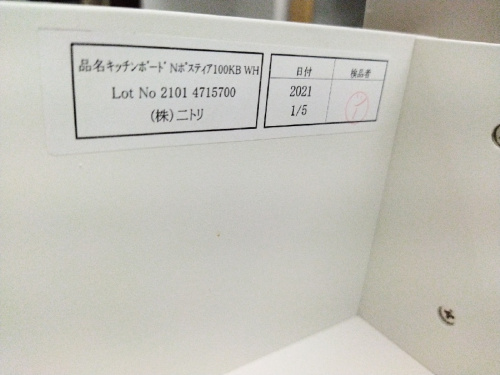 品名キッチンボードNポスティア100KB WH
Lot No 2101 4715700
(株)ニトリ
日付 検品者
2021
1/5